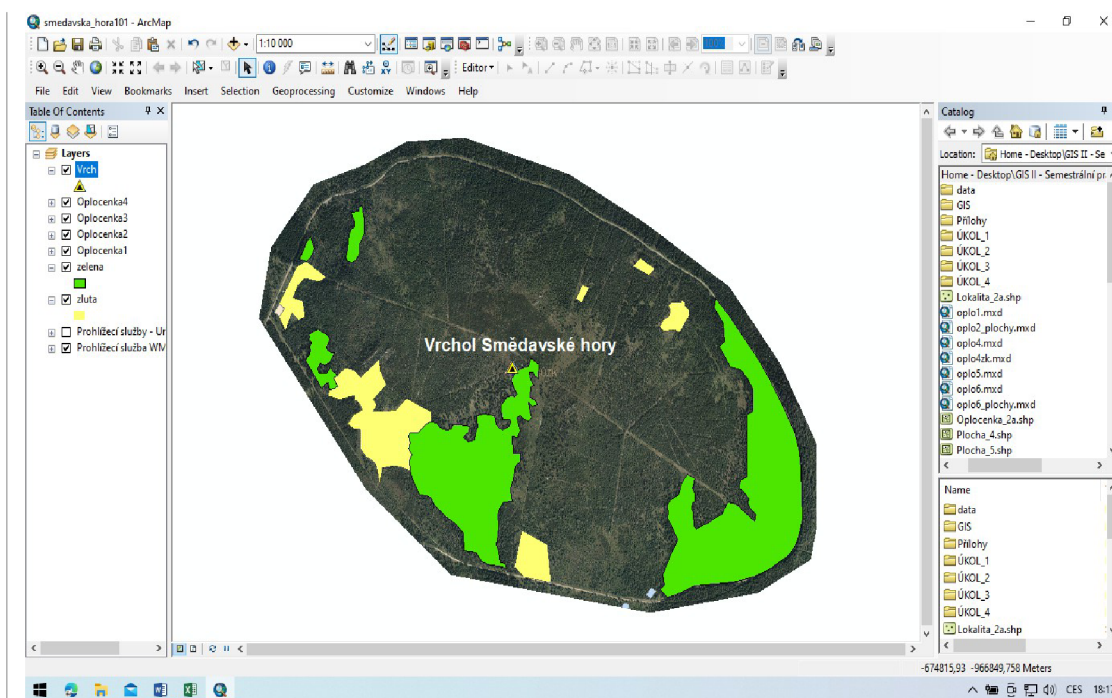 smedavska_hora101 - ArcMap
1:10 000
Editor
File Edit View Bookmarks Insert Selection Geoprocessing Customize Windows Help
Table Of Contents
Layers
Vrch
Oplocenka4
Oplocenka3
Oplocenka2
Oplocenka1
zelena
zluta
Prohlížecí služby - Ur
Prohlížecí služba WM
Vrchol Smědavské hory
Catalog
Location: Home - Desktop\GIS II - Se
Home - Desktop\GIS II - Semestrální pr
data
GIS
Přílohy
ÚKOL_1
ÚKOL_2
ÚKOL_3
ÚKOL_4
Lokalita_2a.shp
oplo1.mxd
oplo2_plochy.mxd
oplo4.mxd
oplo4zk.mxd
oplo5.mxd
oplo6.mxd
oplo6_plochy.mxd
Oplocenka_2a.shp
Plocha_4.shp
Plocha_5.shp
Name
data
GIS
Přílohy
ÚKOL_1
ÚKOL_2
ÚKOL_3
ÚKOL_4
Lokalita_2a.shp
-674815,93 -966849,758 Meters
CES 18:1